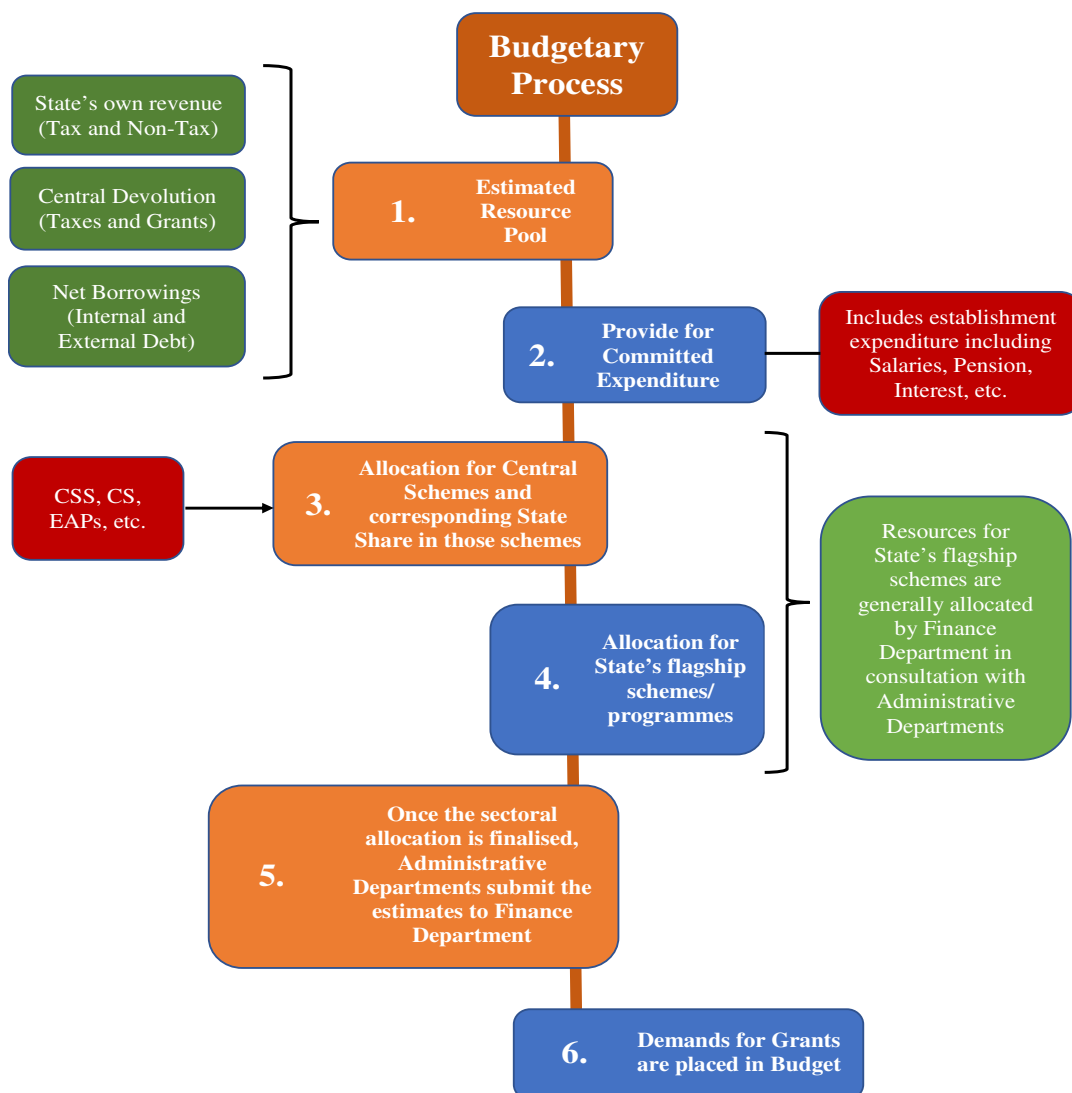 Budgetary
Process
State’s own revenue
(Tax and Non-Tax)
Central Devolution
(Taxes and Grants)
Net Borrowings
(Internal and
External Debt)
1.
Estimated
Resource
Pool
2.
Provide for
Committed
Expenditure
Includes establishment
expenditure including
Salaries, Pension,
Interest, etc.
CSS, CS,
EAPs, etc.
3.
Allocation for Central
Schemes and
corresponding State
Share in those schemes
4.
Allocation for
State’s flagship
schemes/
programmes
Resources for
State’s flagship
schemes are
generally allocated
by Finance
Department in
consultation with
Administrative
Departments
5.
Once the sectoral
allocation is finalised,
Administrative
Departments submit the
estimates to Finance
Department
6.
Demands for Grants
are placed in Budget